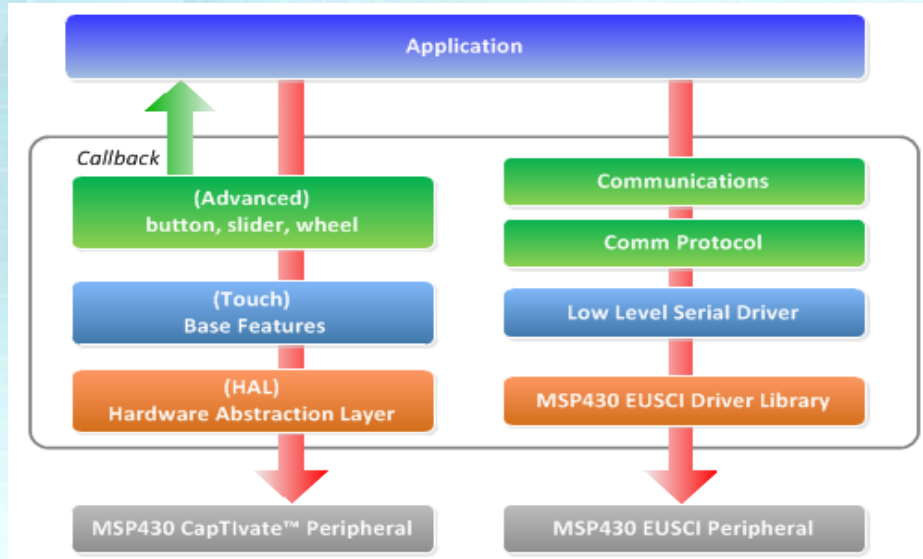 Application
Callback
(Advanced)
button, slider, wheel
(Touch)
Base Features
(HAL)
Hardware Abstraction Layer
MSP430 CapTIvate™ Peripheral
Communications
Comm Protocol
Low Level Serial Driver
MSP430 EUSCI Driver Library
MSP430 EUSCI Peripheral